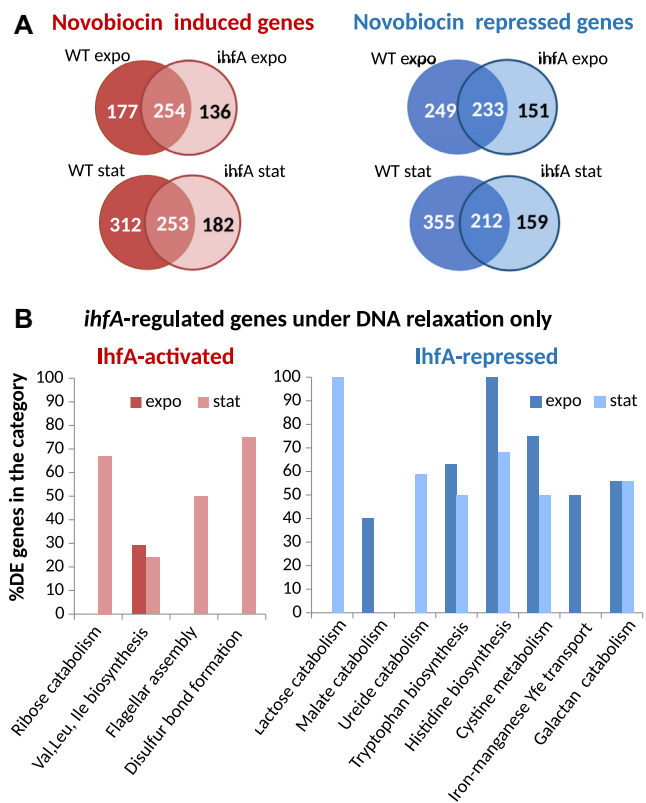 A
Novobiocin induced genes
Novobiocin repressed genes
WT expo
ihfA expo
WT expo
ihfA expo
177 254 136
249 233 151
WT stat
ihfA stat
WT stat
ihfA stat
312 253 182
355 212 159
B
ihfA-regulated genes under DNA relaxation only
IhfA-activated
IhfA-repressed
%DE genes in the category
100
90
80
70
60
50
40
30
20
10
0
expo stat
Ribose catabolism
Val,Leu, Ile biosynthesis
Flagellar assembly
Disulfur bond formation
100
90
80
70
60
50
40
30
20
10
0
expo stat
Lactose catabolism
Malate catabolism
Ureide catabolism
Tryptophan biosynthesis
Histidine biosynthesis
Cystine metabolism
Iron-manganese Yfe transport
Galactan catabolism